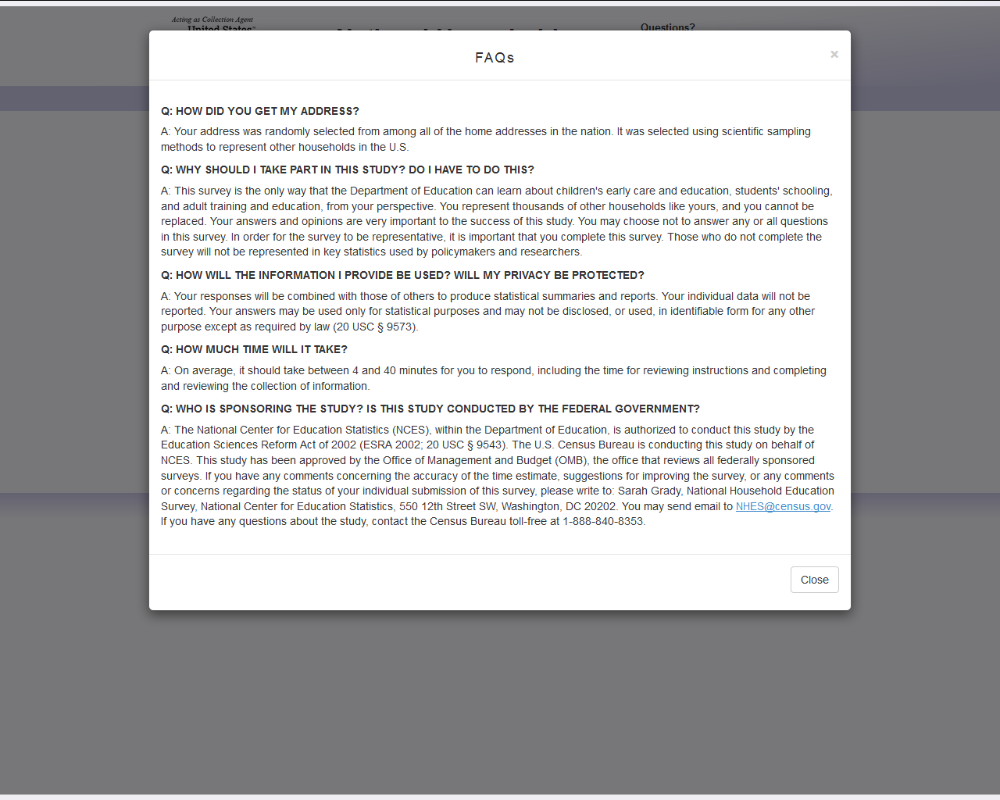 Acting as Collection Agent
United States
Questions?
FAQs
×
Q: HOW DID YOU GET MY ADDRESS?
A: Your address was randomly selected from among all of the home addresses in the nation. It was selected using scientific sampling
methods to represent other households in the U.S.
Q: WHY SHOULD I TAKE PART IN THIS STUDY? DO I HAVE TO DO THIS?
A: This survey is the only way that the Department of Education can learn about children's early care and education, students' schooling,
and adult training and education, from your perspective. You represent thousands of other households like yours, and you cannot be
replaced. Your answers and opinions are very important to the success of this study. You may choose not to answer any or all questions
in this survey. In order for the survey to be representative, it is important that you complete this survey. Those who do not complete the
survey will not be represented in key statistics used by policymakers and researchers.
Q: HOW WILL THE INFORMATION I PROVIDE BE USED? WILL MY PRIVACY BE PROTECTED?
A: Your responses will be combined with those of others to produce statistical summaries and reports. Your individual data will not be
reported. Your answers may be used only for statistical purposes and may not be disclosed, or used, in identifiable form for any other
purpose except as required by law (20 USC § 9573).
Q: HOW MUCH TIME WILL IT TAKE?
A: On average, it should take between 4 and 40 minutes for you to respond, including the time for reviewing instructions and completing
and reviewing the collection of information.
Q: WHO IS SPONSORING THE STUDY? IS THIS STUDY CONDUCTED BY THE FEDERAL GOVERNMENT?
A: The National Center for Education Statistics (NCES), within the Department of Education, is authorized to conduct this study by the
Education Sciences Reform Act of 2002 (ESRA 2002; 20 USC § 9543). The U.S. Census Bureau is conducting this study on behalf of
NCES. This study has been approved by the Office of Management and Budget (OMB), the office that reviews all federally sponsored
surveys. If you have any comments concerning the accuracy of the time estimate, suggestions for improving the survey, or any comments
or concerns regarding the status of your individual submission of this survey, please write to: Sarah Grady, National Household Education
Survey, National Center for Education Statistics, 550 12th Street SW, Washington, DC 20202. You may send email to NHES@census.gov.
If you have any questions about the study, contact the Census Bureau toll-free at 1-888-840-8353.
Close